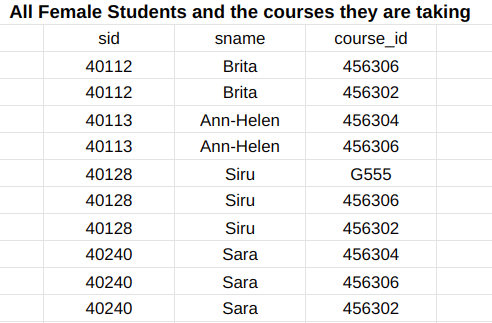 All Female Students and the courses they are taking
sid sname course_id
40112 Brita 456306
40112 Brita 456302
40113 Ann-Helen 456304
40113 Ann-Helen 456306
40128 Siru G555
40128 Siru 456306
40128 Siru 456302
40240 Sara 456304
40240 Sara 456306
40240 Sara 456302